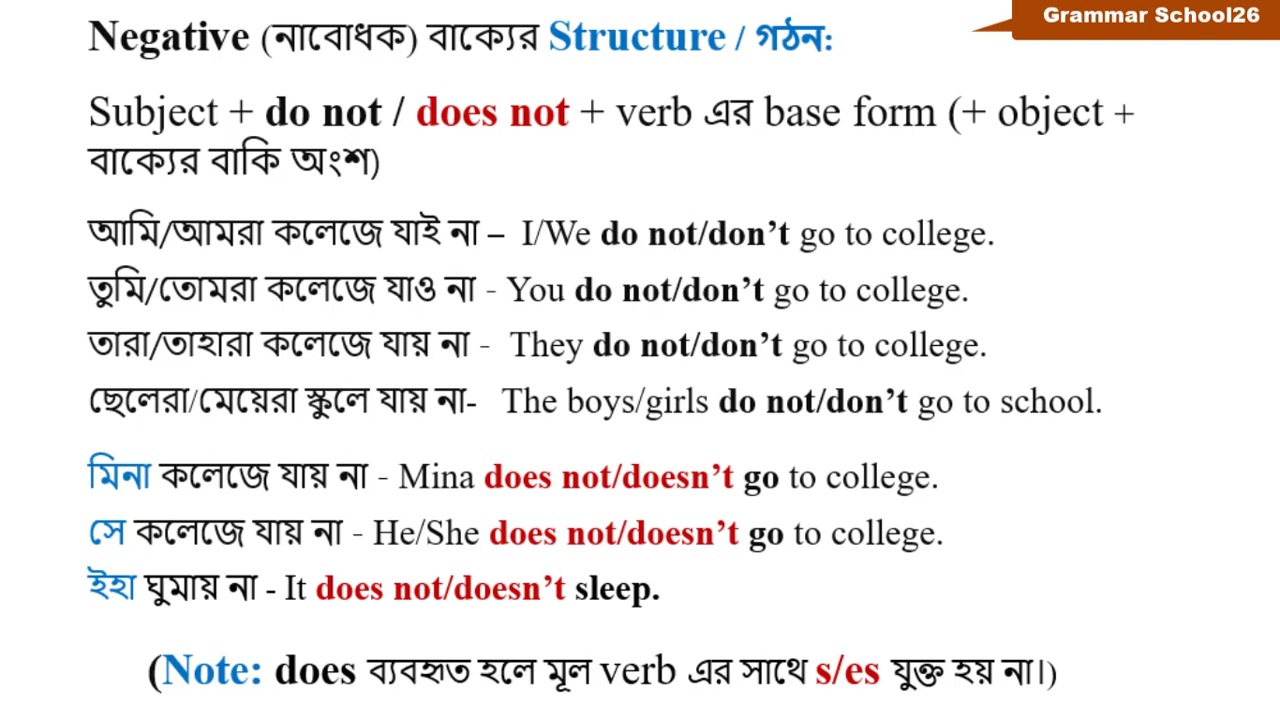 Grammar School26
Negative (নাবোধক) বাক্যের Structure / গঠন:
Subject + do not / does not + verb এর base form (+ object +
বাক্যের বাকি অংশ)
আমি/আমরা কলেজে যাই না – I/We do not/don’t go to college.
তুমি/তোমরা কলেজে যাও না - You do not/don’t go to college.
তারা/তাহারা কলেজে যায় না - They do not/don’t go to college.
ছেলেরা/মেয়েরা স্কুলে যায় না- The boys/girls do not/don’t go to school.
মিনা কলেজে যায় না - Mina does not/doesn’t go to college.
সে কলেজে যায় না - He/She does not/doesn’t go to college.
ইহা ঘুমায় না - It does not/doesn’t sleep.
(Note: does ব্যবহৃত হলে মূল verb এর সাথে s/es যুক্ত হয় না।)